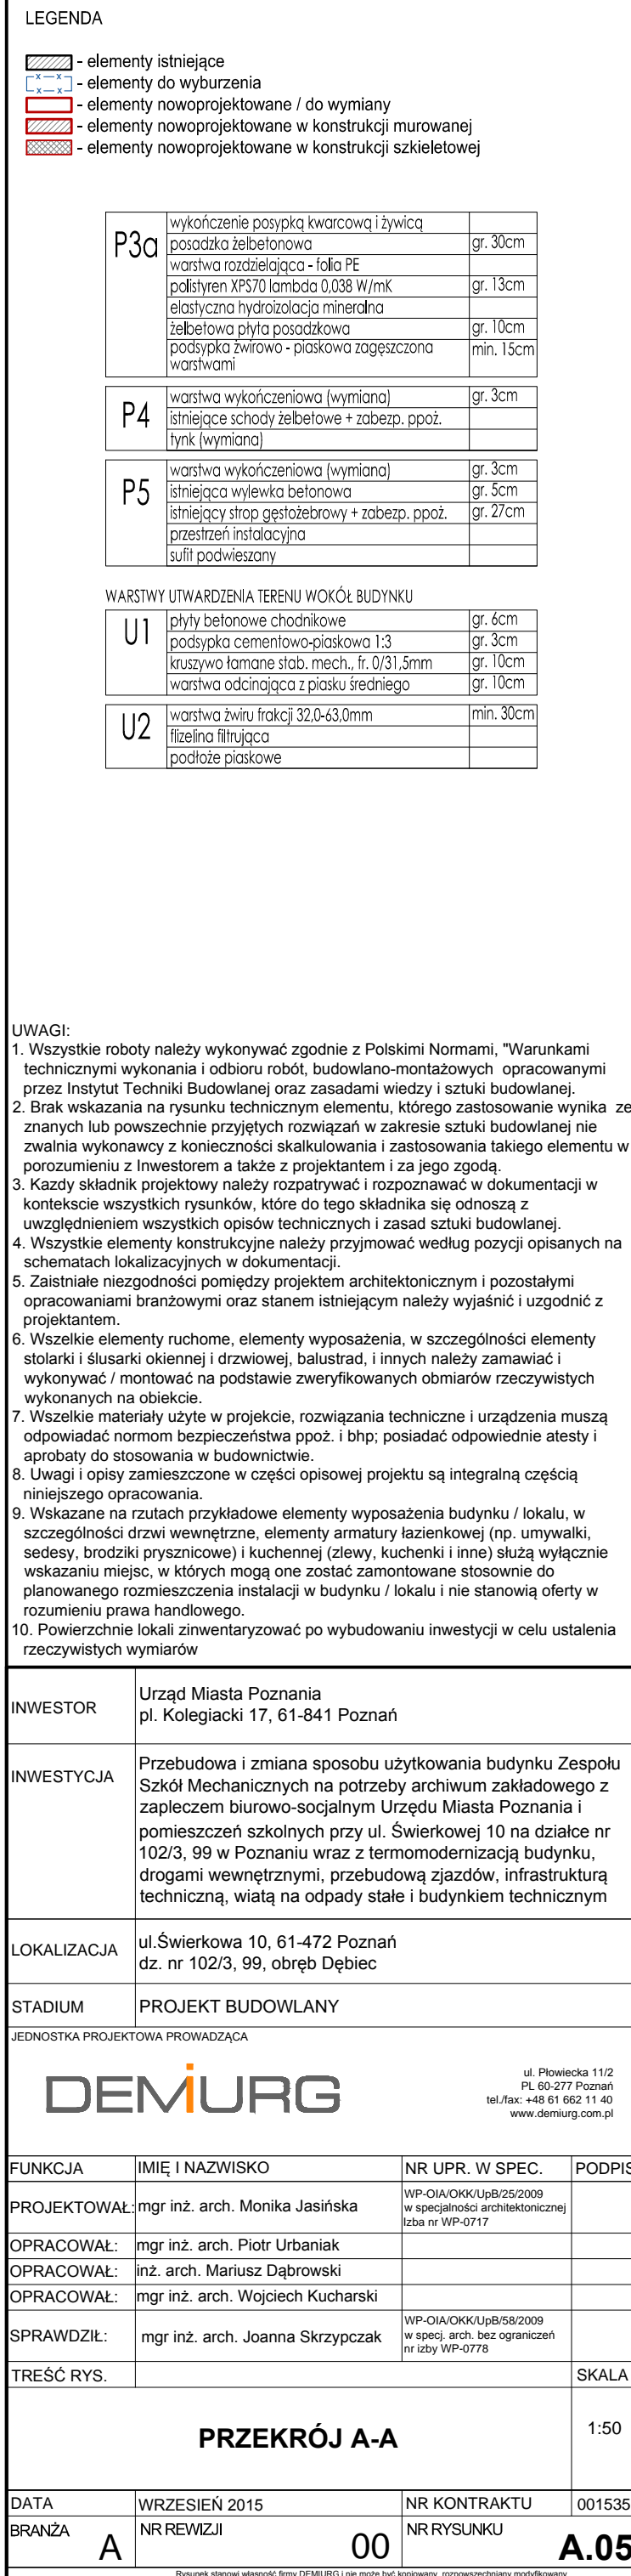 LEGENDA
- elementy istniejące
x x
- elementy do wyburzenia
x x
- elementy nowoprojektowane / do wymiany
- elementy nowoprojektowane w konstrukcji murowanej
- elementy nowoprojektowane w konstrukcji szkieletowej
P3a
wykończenie posypką kwarcową i żywicą
posadzka żelbetonowa gr. 30cm
warstwa rozdzielająca - folia PE
polistyren XPS70 lambda 0,038 W/mK gr. 13cm
elastyczna hydroizolacja mineralna
żelbetowa płyta posadzkowa gr. 10cm
podsypka żwirowo - piaskowa zagęszczona min. 15cm
warstwami
P4
warstwa wykończeniowa (wymiana) gr. 3cm
istniejące schody żelbetowe + zabezp. ppoż.
tynk (wymiana)
P5
warstwa wykończeniowa (wymiana) gr. 3cm
istniejąca wylewka betonowa gr. 5cm
istniejący strop gęstożebrowy + zabezp. ppoż. gr. 27cm
przestrzeń instalacyjna
sufit podwieszany
WARSTWY UTWARDZENIA TERENU WOKÓŁ BUDYNKU
U1
płyty betonowe chodnikowe gr. 6cm
podsypka cementowo-piaskowa 1:3 gr. 3cm
kruszywo łamane stab. mech., fr. 0/31,5mm gr. 10cm
warstwa odcinająca z piasku średniego gr. 10cm
U2
warstwa żwiru frakcji 32,0-63,0mm min. 30cm
flizelina filtrująca
podłoże piaskowe
UWAGI:
1. Wszystkie roboty należy wykonywać zgodnie z Polskimi Normami, "Warunkami
technicznymi wykonania i odbioru robót, budowlano-montażowych opracowanymi
przez Instytut Techniki Budowlanej oraz zasadami wiedzy i sztuki budowlanej.
2. Brak wskazania na rysunku technicznym elementu, którego zastosowanie wynika ze
znanych lub powszechnie przyjętych rozwiązań w zakresie sztuki budowlanej nie
zwalnia wykonawcy z konieczności skalkulowania i zastosowania takiego elementu w
porozumieniu z Inwestorem a także z projektantem i za jego zgodą.
3. Kazdy składnik projektowy należy rozpatrywać i rozpoznawać w dokumentacji w
kontekscie wszystkich rysunków, które do tego składnika się odnoszą z
uwzględnieniem wszystkich opisów technicznych i zasad sztuki budowlanej.
4. Wszystkie elementy konstrukcyjne należy przyjmować według pozycji opisanych na
schematach lokalizacyjnych w dokumentacji.
5. Zaistniałe niezgodności pomiędzy projektem architektonicznym i pozostałymi
opracowaniami branżowymi oraz stanem istniejącym należy wyjaśnić i uzgodnić z
projektantem.
6. Wszelkie elementy ruchome, elementy wyposażenia, w szczególności elementy
stolarki i ślusarki okiennej i drzwiowej, balustrad, i innych należy zamawiać i
wykonywać / montować na podstawie zweryfikowanych obmiarów rzeczywistych
wykonanych na obiekcie.
7. Wszelkie materiały użyte w projekcie, rozwiązania techniczne i urządzenia muszą
odpowiadać normom bezpieczeństwa ppoż. i bhp; posiadać odpowiednie atesty i
aprobaty do stosowania w budownictwie.
8. Uwagi i opisy zamieszczone w części opisowej projektu są integralną częścią
niniejszego opracowania.
9. Wskazane na rzutach przykładowe elementy wyposażenia budynku / lokalu, w
szczególności drzwi wewnętrzne, elementy armatury łazienkowej (np. umywalki,
sedesy, brodziki prysznicowe) i kuchennej (zlewy, kuchenki i inne) służą wyłącznie
wskazaniu miejsc, w których mogą one zostać zamontowane stosownie do
planowanego rozmieszczenia instalacji w budynku / lokalu i nie stanowią oferty w
rozumieniu prawa handlowego.
10. Powierzchnie lokali zinwentaryzować po wybudowaniu inwestycji w celu ustalenia
rzeczywistych wymiarów
INWESTOR
Urząd Miasta Poznania
pl. Kolegiacki 17, 61-841 Poznań
INWESTYCJA
Przebudowa i zmiana sposobu użytkowania budynku Zespołu
Szkół Mechanicznych na potrzeby archiwum zakładowego z
zapleczem biurowo-socjalnym Urzędu Miasta Poznania i
pomieszczeń szkolnych przy ul. Świerkowej 10 na działce nr
102/3, 99 w Poznaniu wraz z termomodernizacją budynku,
drogami wewnętrznymi, przebudową zjazdów, infrastrukturą
techniczną, wiatą na odpady stałe i budynkiem technicznym
LOKALIZACJA
ul.Świerkowa 10, 61-472 Poznań
dz. nr 102/3, 99, obręb Dębiec
STADIUM PROJEKT BUDOWLANY
JEDNOSTKA PROJEKTOWA PROWADZĄCA
DEMIURG
ul. Płowiecka 11/2
PL 60-277 Poznań
tel./fax: +48 61 662 11 40
www.demiurg.com.pl
FUNKCJA IMIĘ I NAZWISKO NR UPR. W SPEC. PODPIS
PROJEKTOWAŁ: mgr inż. arch. Monika Jasińska
WP-OIA/OKK/UpB/25/2009
w specjalności architektonicznej
Izba nr WP-0717
OPRACOWAŁ: mgr inż. arch. Piotr Urbaniak
OPRACOWAŁ: inż. arch. Mariusz Dąbrowski
OPRACOWAŁ: mgr inż. arch. Wojciech Kucharski
SPRAWDZIŁ: mgr inż. arch. Joanna Skrzypczak
WP-OIA/OKK/UpB/58/2009
w specj. arch. bez ograniczeń
nr izby WP-0778
TREŚĆ RYS. SKALA
PRZEKRÓJ A-A 1:50
DATA WRZESIEŃ 2015 NR KONTRAKTU 001535
BRANŻA A NR REWIZJI 00 NR RYSUNKU A.05
Rysunek stanowi własność firmy DEMIURG i nie może być kopiowany, rozpowszechniany modyfikowany